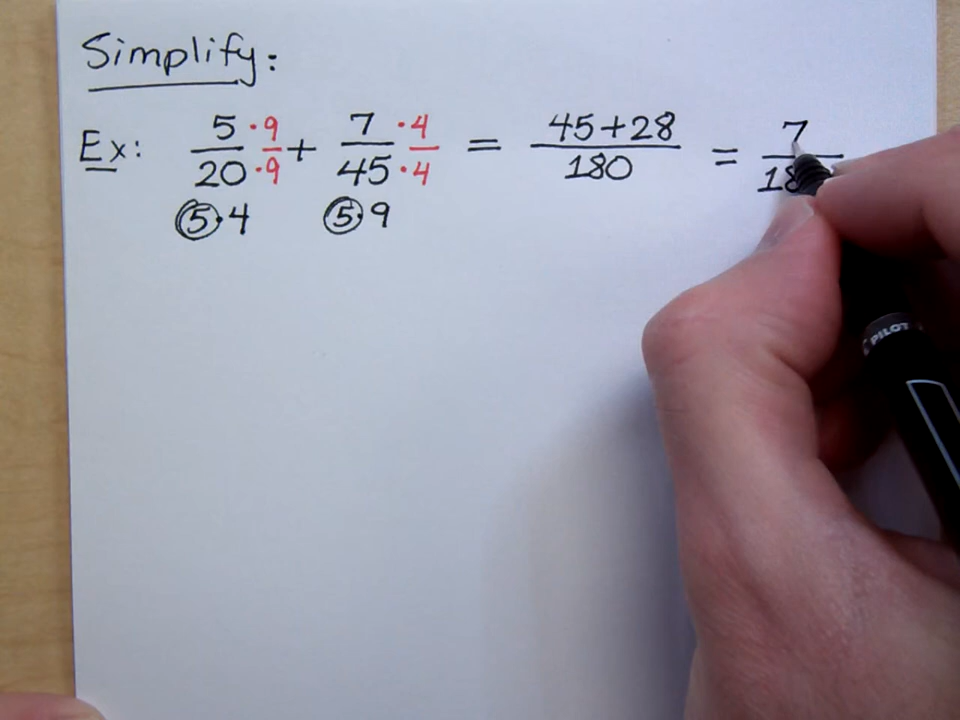 Simplify:
Ex: 5/20 · 9/9 + 7/45 · 4/4 = 45+28/180 = 7/18
⑤·4 ⑤·9
PILOT